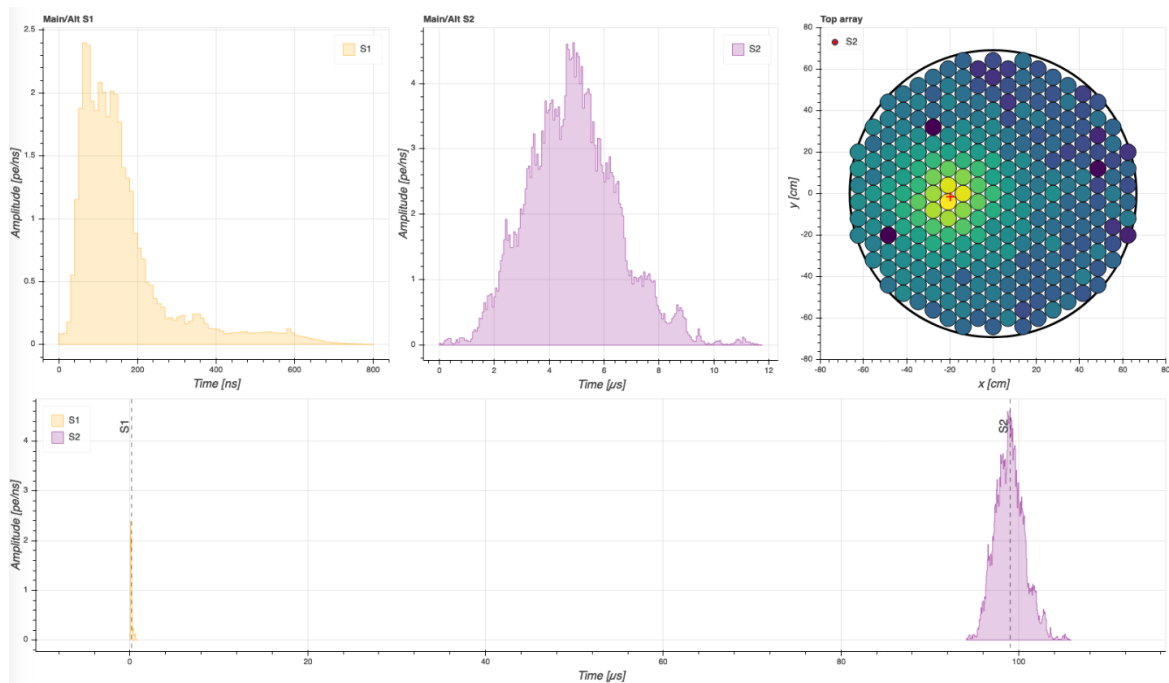 Main/Alt S1
2.5
2
1.5
1
0.5
0
Amplitude [pe/ns]
S1
0
200
400
600
800
Time [ns]
Main/Alt S2
4
3
2
1
0
Amplitude [pe/ns]
S2
0
2
4
6
8
10
12
Time [μs]
Top array
80
60
40
20
0
-20
-40
-60
-80
y [cm]
S2
-80
-60
-40
-20
0
20
40
60
80
x [cm]
4
3
2
1
0
Amplitude [pe/ns]
S1
S2
S1
S2
0
20
40
60
80
100
Time [μs]